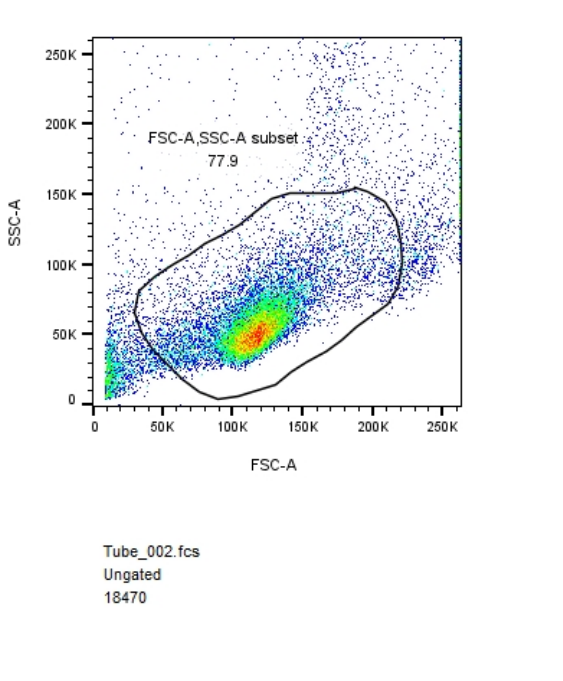 250K
200K
FSC-A,SSC-A subset
77.9
150K
SSC-A
100K
50K
0
0 50K 100K 150K 200K 250K
FSC-A
Tube_002.fcs
Ungated
18470